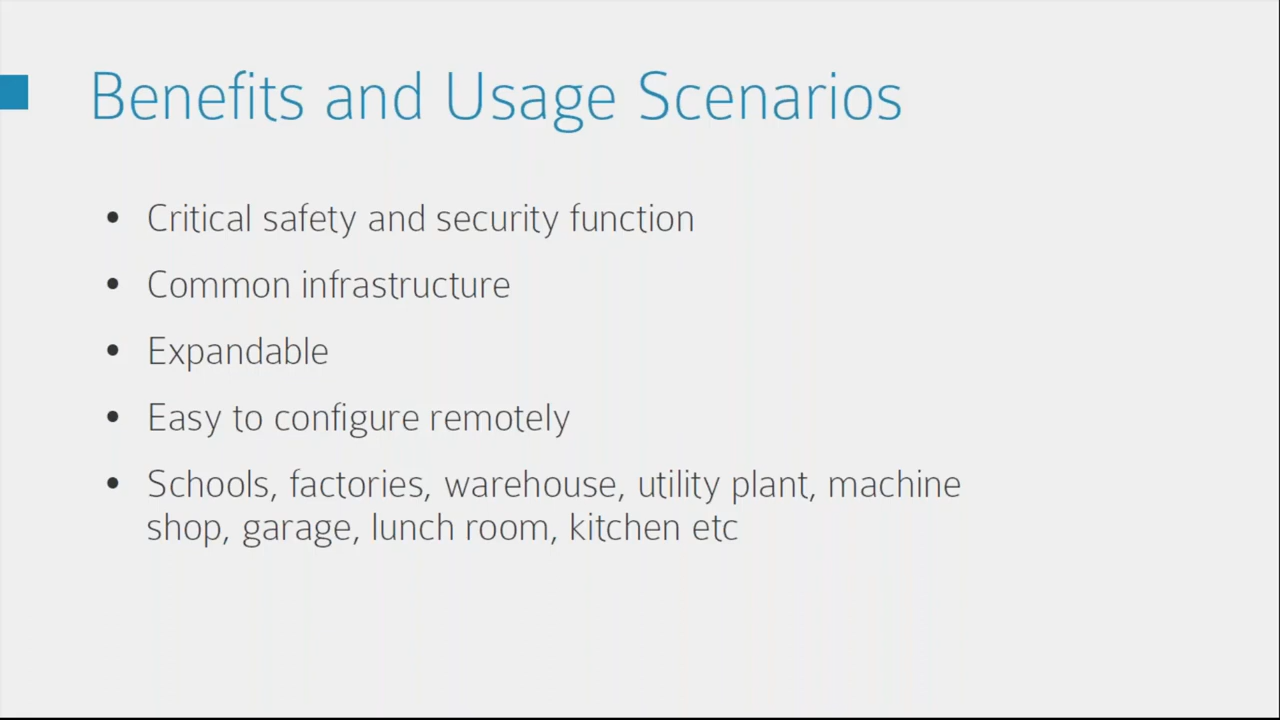 Benefits and Usage Scenarios
• Critical safety and security function
• Common infrastructure
• Expandable
• Easy to configure remotely
• Schools, factories, warehouse, utility plant, machine
shop, garage, lunch room, kitchen etc